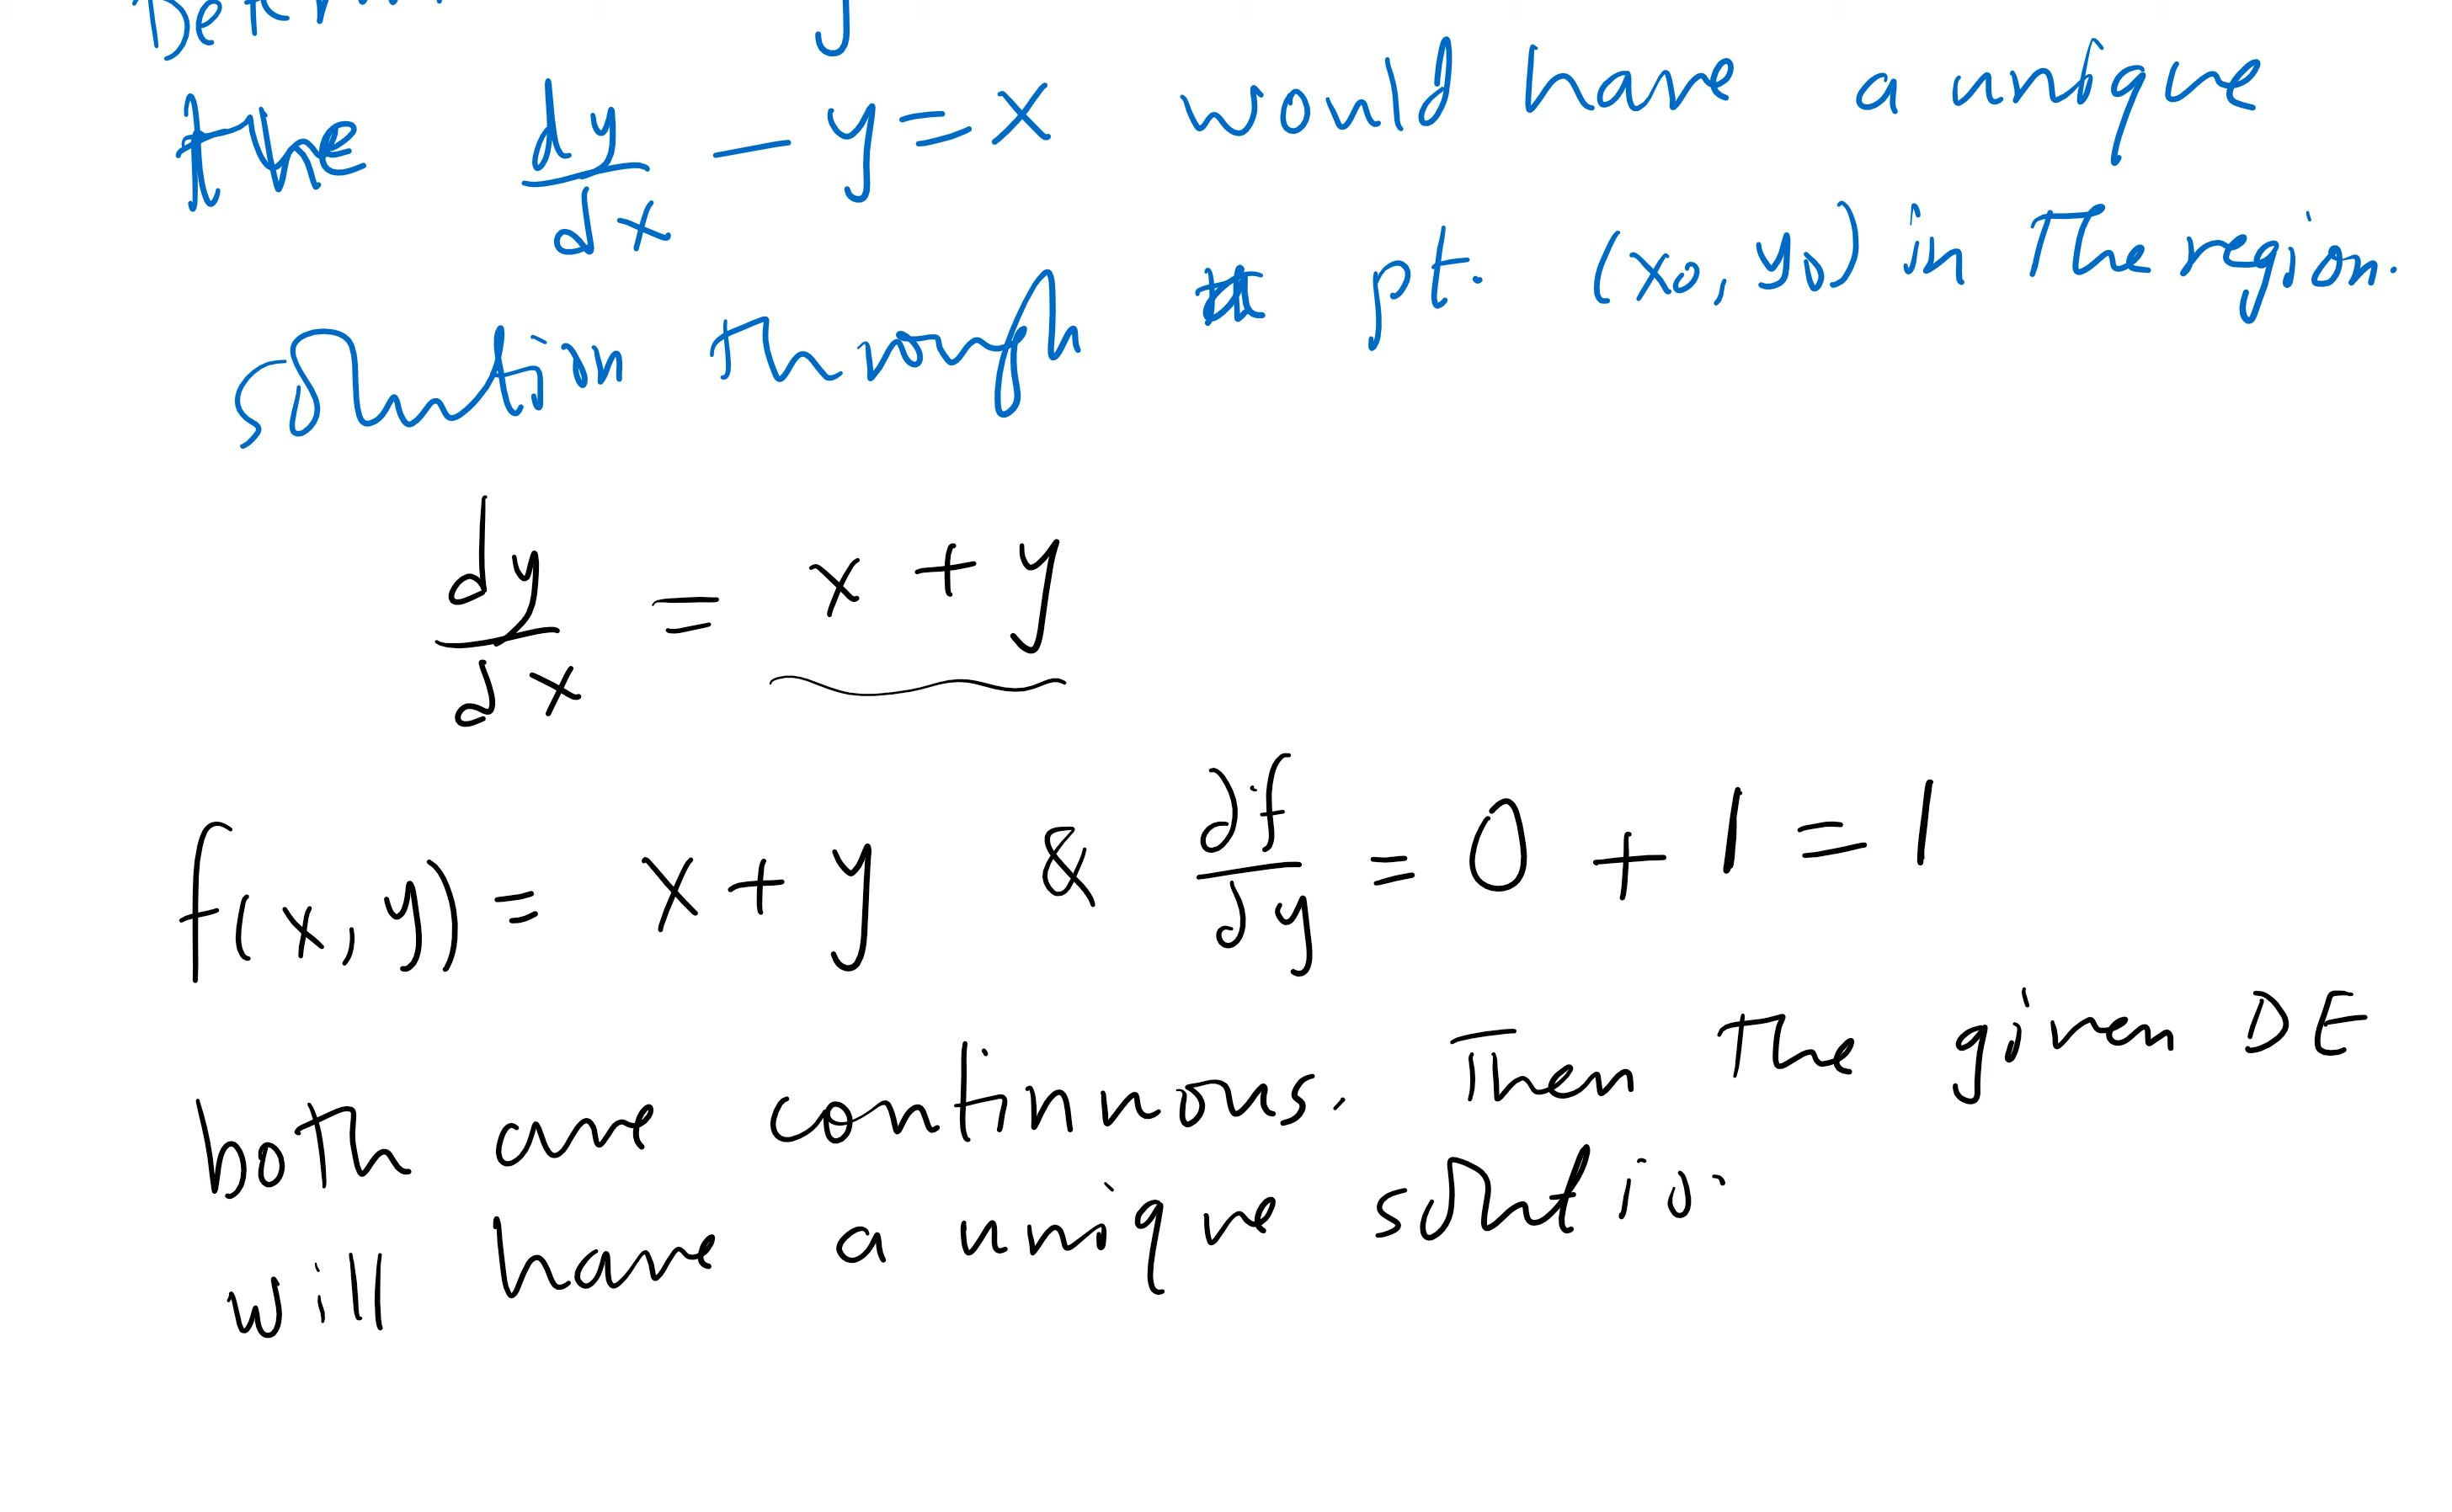 the dy/dx - y = x would have a unique
solution through pt. (x₀, y₀) in the region.
dy/dx = x + y
f(x, y) = x + y & ∂f/∂y = 0 + 1 = 1
both are continuous. Then the given DE
will have a unique solutio